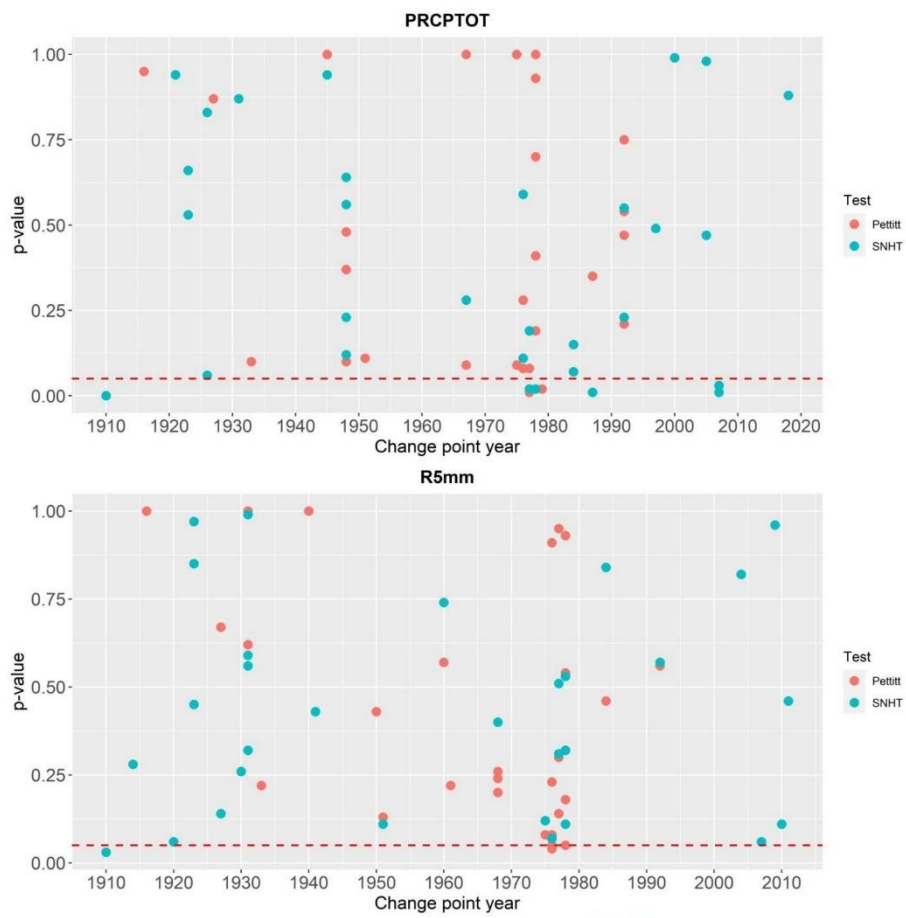 PRCPTOT
1.00
0.75
0.50
0.25
0.00
p-value
1910 1920 1930 1940 1950 1960 1970 1980 1990 2000 2010 2020
Change point year
Test
Pettitt
SNHT
R5mm
1.00
0.75
0.50
0.25
0.00
p-value
1910 1920 1930 1940 1950 1960 1970 1980 1990 2000 2010
Change point year
Test
Pettitt
SNHT